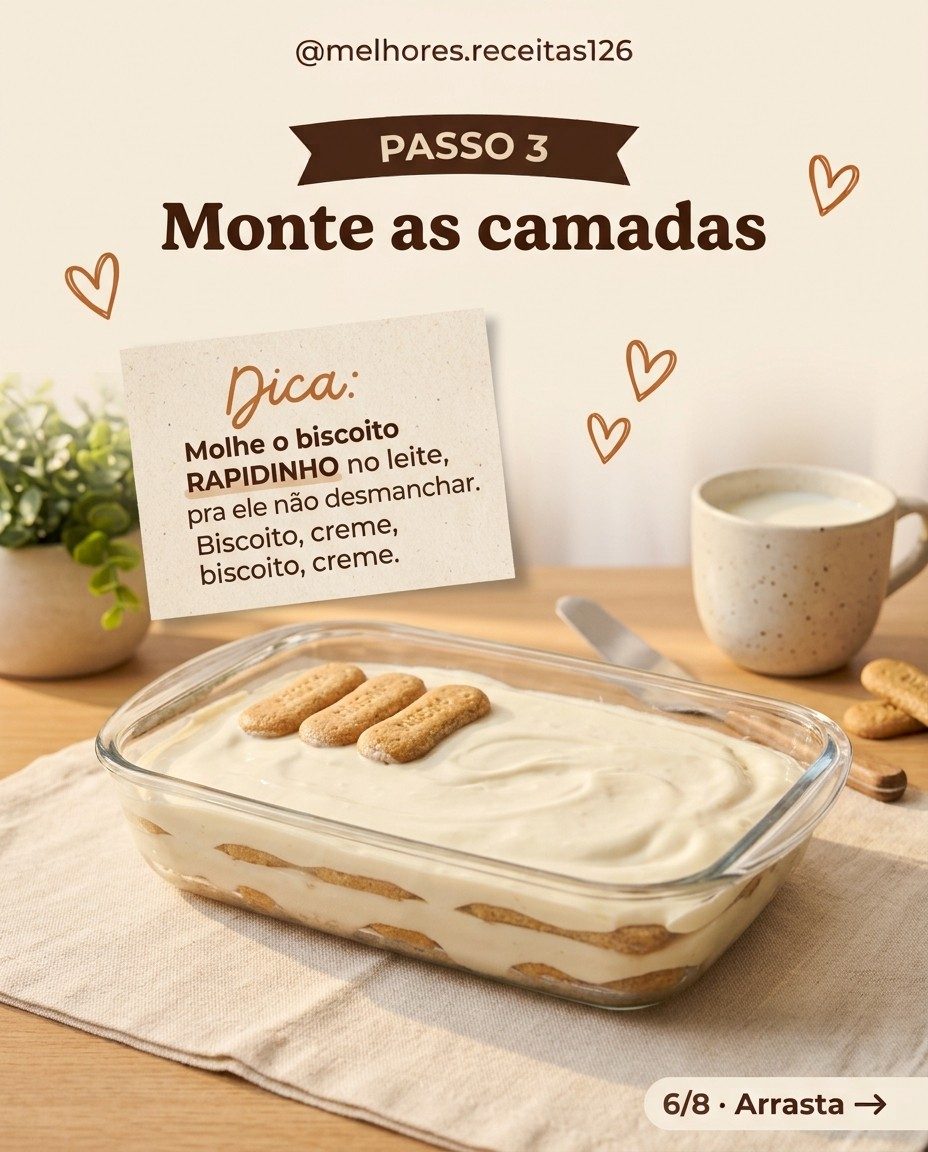 @melhores.receitas126
PASSO 3
Monte as camadas
Dica:
Molhe o biscoito
RAPIDINHO no leite,
pra ele não desmanchar.
Biscoito, creme,
biscoito, creme.
6/8 · Arrasta →